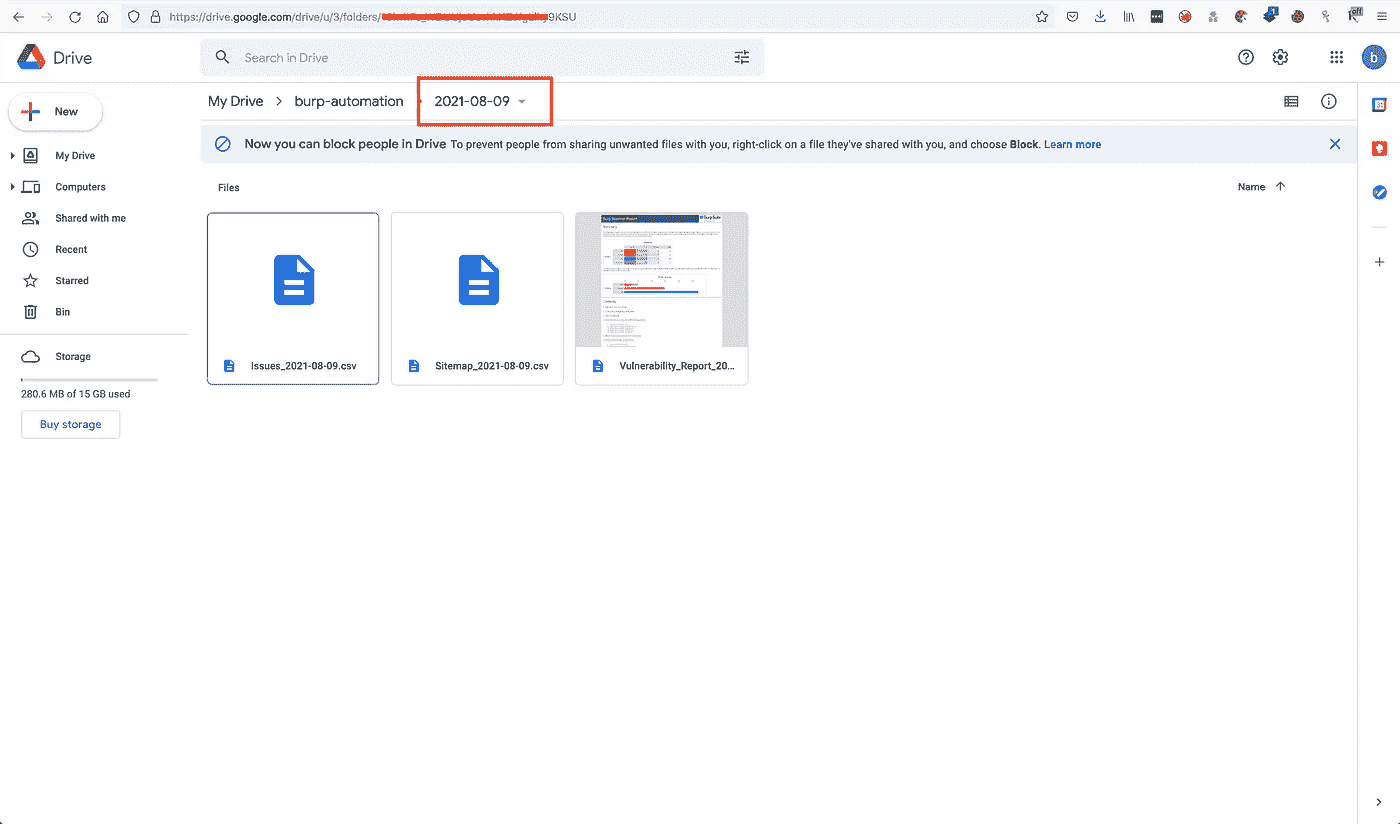 https://drive.google.com/drive/u/3/folders/
9KSU
off
1
Drive
Search in Drive
b
New
My Drive
burp-automation
2021-08-09
31
Now you can block people in Drive To prevent people from sharing unwanted files with you, right-click on a file they've shared with you, and choose Block. Learn more
My Drive
Computers
Shared with me
Recent
Starred
Bin
Storage
280.6 MB of 15 GB used
Buy storage
Files
Name
Issues_2021-08-09.csv
Sitemap_2021-08-09.csv
Vulnerability_Report_20...